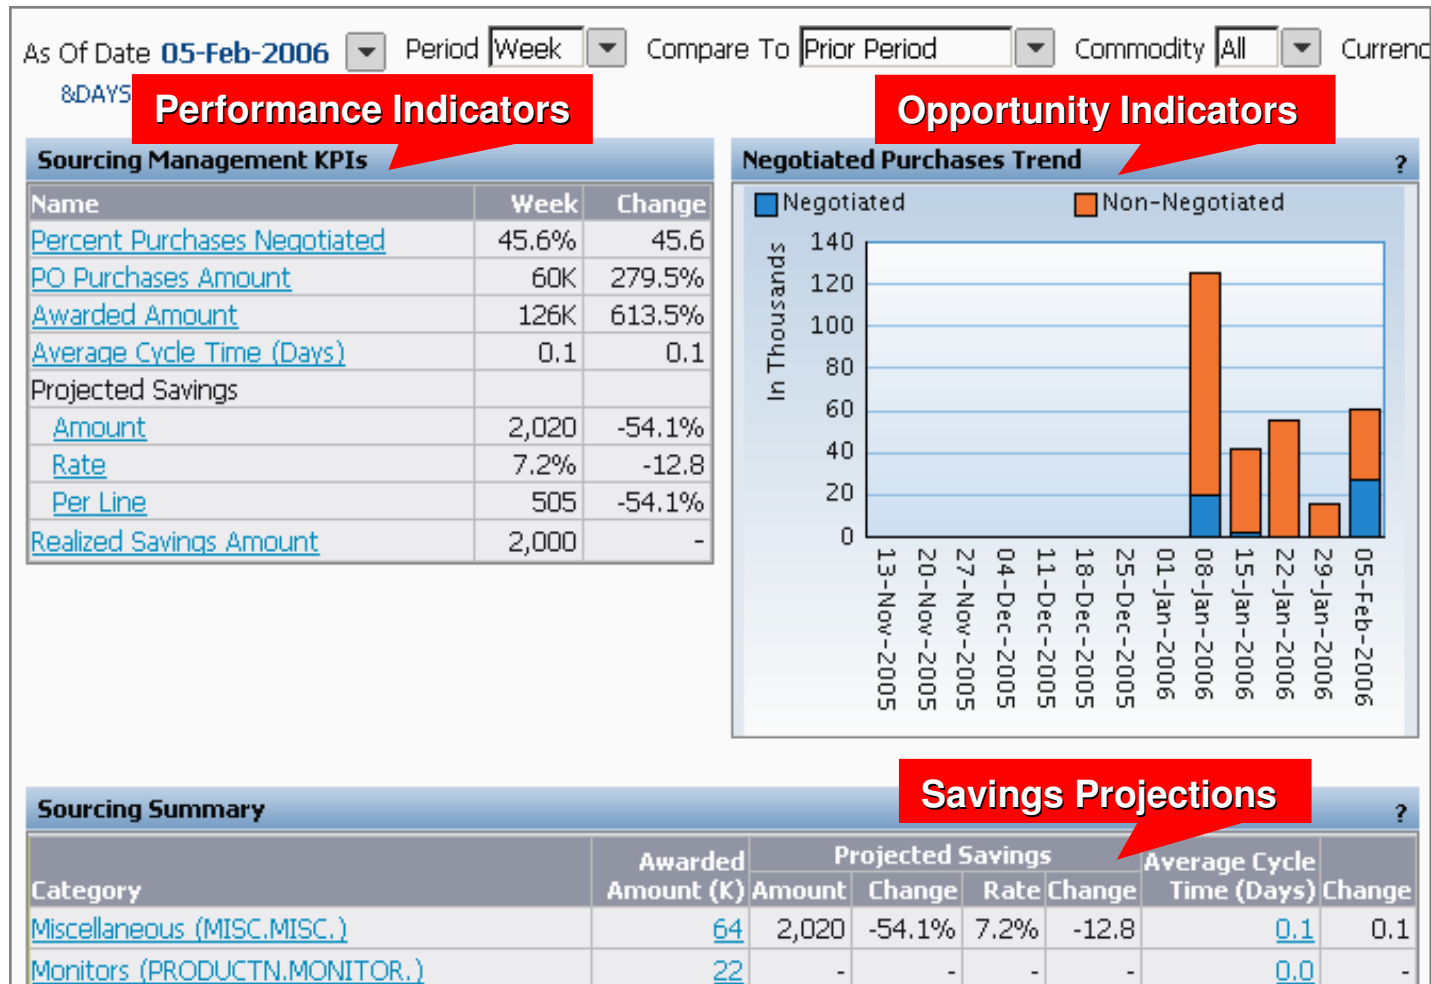 As Of Date 05-Feb-2006 Period Week Compare To Prior Period Commodity All Currenc
&DAYS
Performance Indicators
Opportunity Indicators
Sourcing Management KPIs
Name Week Change
Percent Purchases Negotiated 45.6% 45.6
PO Purchases Amount 60K 279.5%
Awarded Amount 126K 613.5%
Average Cycle Time (Days) 0.1 0.1
Projected Savings
Amount 2,020 -54.1%
Rate 7.2% -12.8
Per Line 505 -54.1%
Realized Savings Amount 2,000 -
Negotiated Purchases Trend ?
Negotiated Non-Negotiated
In Thousands
140
120
100
80
60
40
20
0
13-Nov-2005
20-Nov-2005
27-Nov-2005
04-Dec-2005
11-Dec-2005
18-Dec-2005
25-Dec-2005
01-Jan-2006
08-Jan-2006
15-Jan-2006
22-Jan-2006
29-Jan-2006
05-Feb-2006
Savings Projections
Sourcing Summary ?
Projected Savings
Awarded Average Cycle
Category Amount (K) Amount Change Rate Change Time (Days) Change
Miscellaneous (MISC.MISC.) 64 2,020 -54.1% 7.2% -12.8 0.1 0.1
Monitors (PRODUCTN.MONITOR.) 22 - - - - 0.0 -